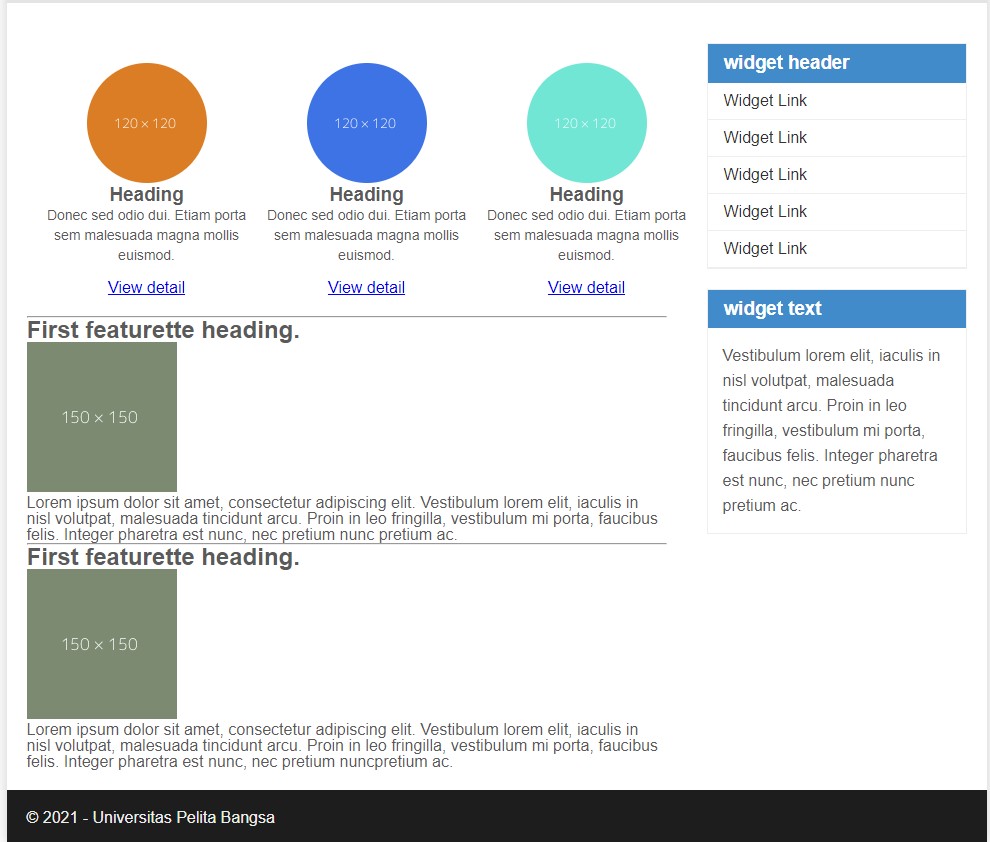 120 × 120
120 × 120
120 × 120
Heading
Donec sed odio dui. Etiam porta
sem malesuada magna mollis
euismod.
View detail
Heading
Donec sed odio dui. Etiam porta
sem malesuada magna mollis
euismod.
View detail
Heading
Donec sed odio dui. Etiam porta
sem malesuada magna mollis
euismod.
View detail
First featurette heading.
150 × 150
Lorem ipsum dolor sit amet, consectetur adipiscing elit. Vestibulum lorem elit, iaculis in
nisl volutpat, malesuada tincidunt arcu. Proin in leo fringilla, vestibulum mi porta, faucibus
felis. Integer pharetra est nunc, nec pretium nunc pretium ac.
First featurette heading.
150 × 150
Lorem ipsum dolor sit amet, consectetur adipiscing elit. Vestibulum lorem elit, iaculis in
nisl volutpat, malesuada tincidunt arcu. Proin in leo fringilla, vestibulum mi porta, faucibus
felis. Integer pharetra est nunc, nec pretium nuncpretium ac.
widget header
Widget Link
Widget Link
Widget Link
Widget Link
Widget Link
widget text
Vestibulum lorem elit, iaculis in
nisl volutpat, malesuada
tincidunt arcu. Proin in leo
fringilla, vestibulum mi porta,
faucibus felis. Integer pharetra
est nunc, nec pretium nunc
pretium ac.
© 2021 - Universitas Pelita Bangsa